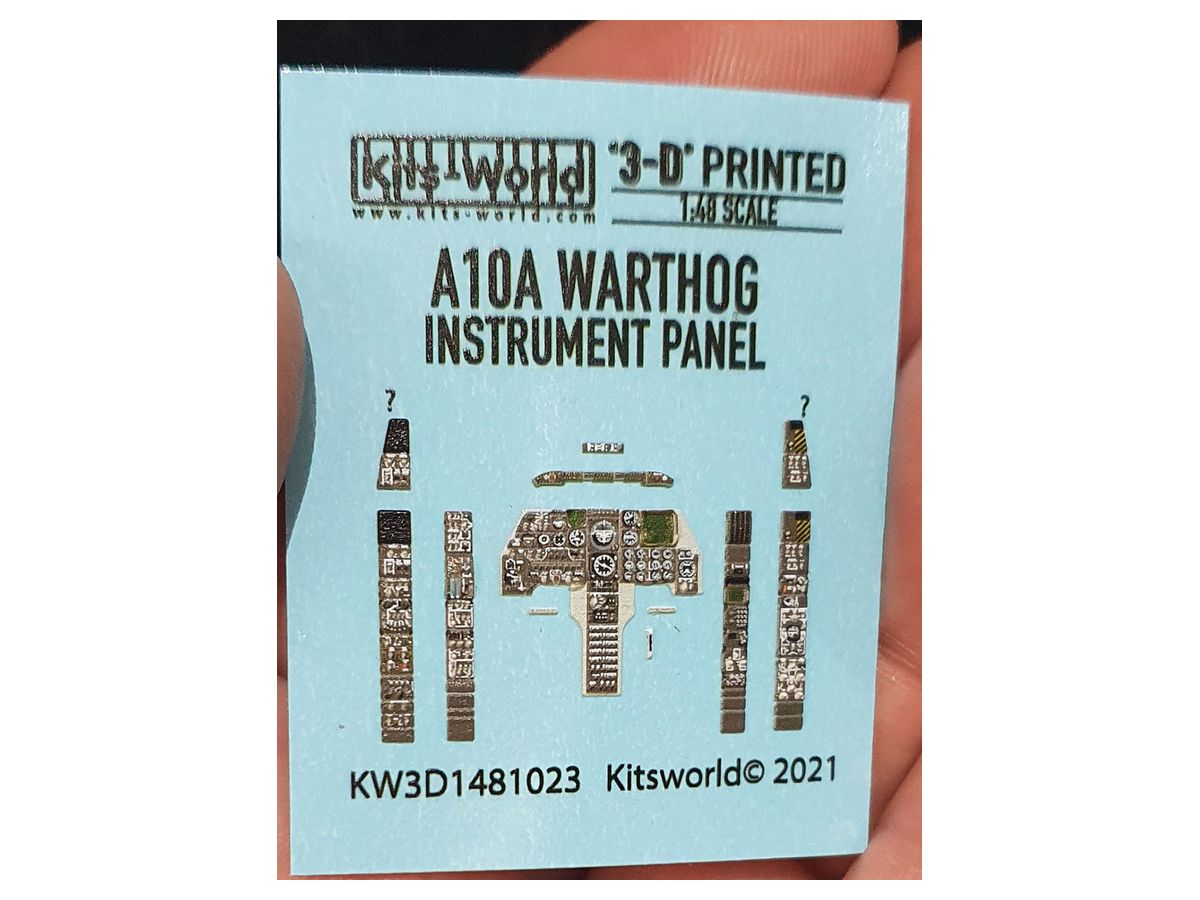 Kits-World
www.kits-world.com
'3-D' PRINTED
1:48 SCALE
A10A WARTHOG
INSTRUMENT PANEL
?
?
KW3D1481023 Kitsworld© 2021